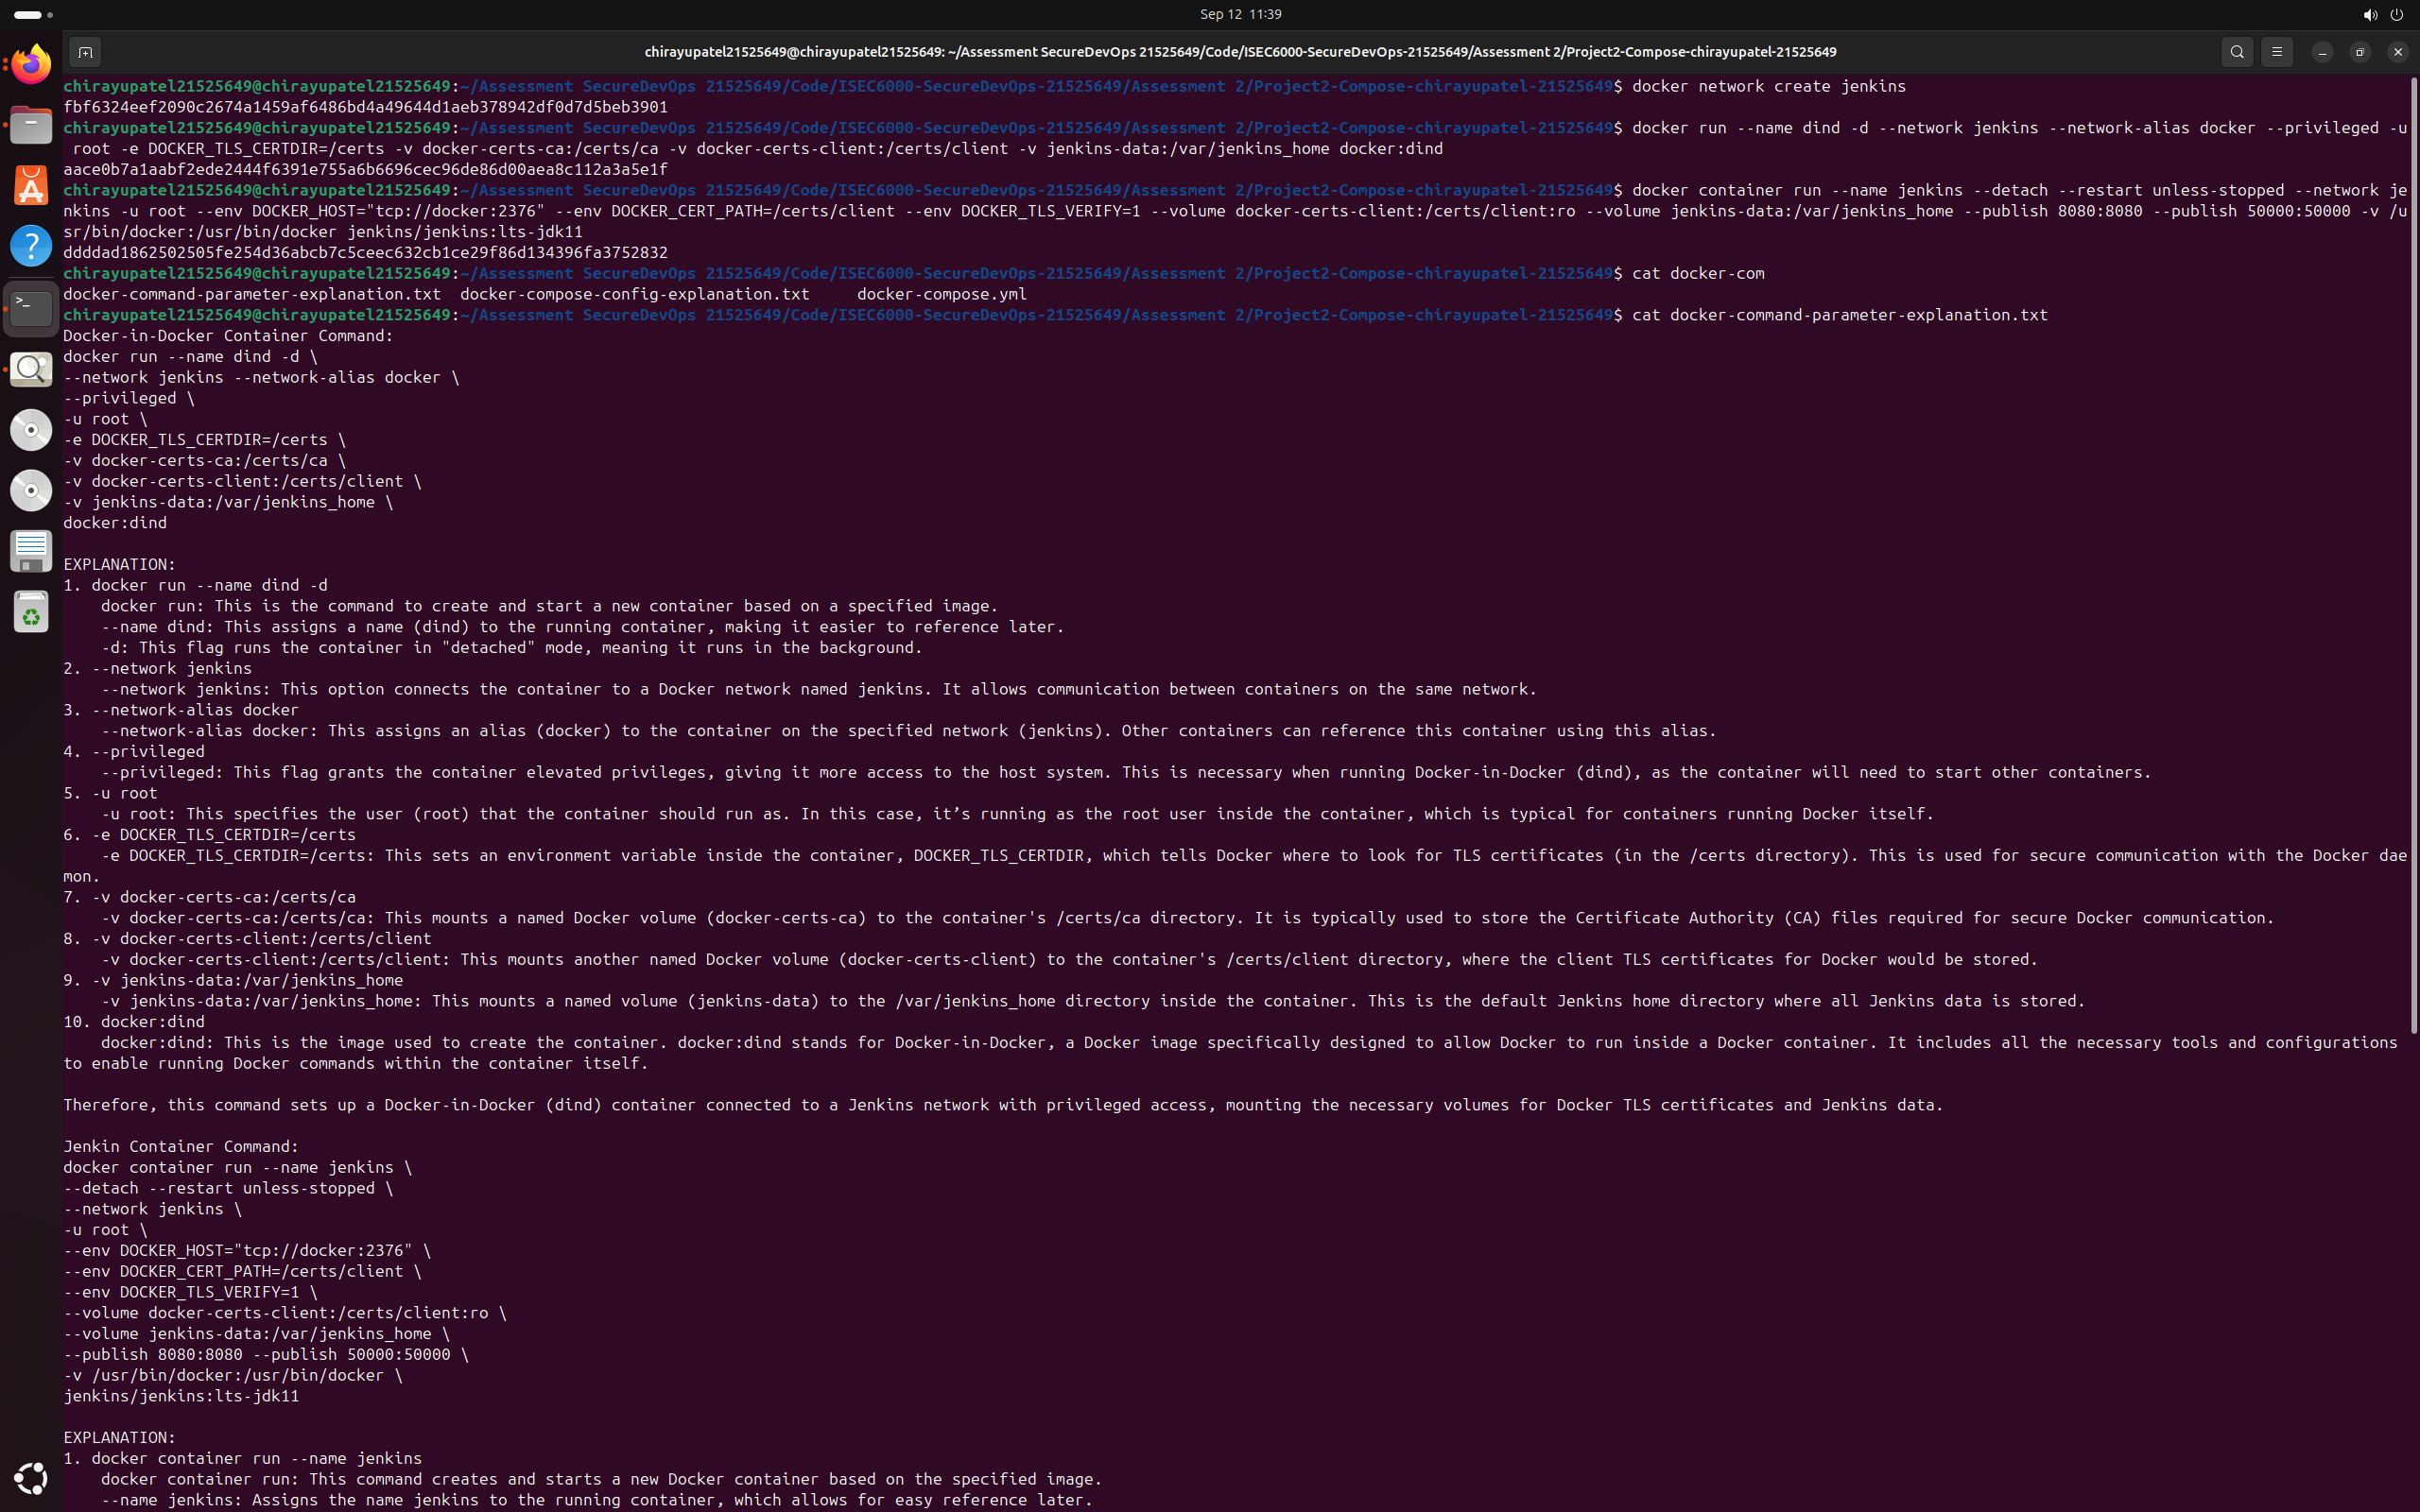 Sep 12 11:39
chirayupatel21525649@chirayupatel21525649: ~/Assessment SecureDevOps 21525649/Code/ISEC6000-SecureDevOps-21525649/Assessment 2/Project2-Compose-chirayupatel-21525649
chirayupatel21525649@chirayupatel21525649:~/Assessment SecureDevOps 21525649/Code/ISEC6000-SecureDevOps-21525649/Assessment 2/Project2-Compose-chirayupatel-21525649$ docker network create jenkins
fbf6324eef2090c2674a1459af6486bd4a49644d1aeb378942df0d7d5beb3901
chirayupatel21525649@chirayupatel21525649:~/Assessment SecureDevOps 21525649/Code/ISEC6000-SecureDevOps-21525649/Assessment 2/Project2-Compose-chirayupatel-21525649$ docker run --name dind -d --network jenkins --network-alias docker --privileged -u
 root -e DOCKER_TLS_CERTDIR=/certs -v docker-certs-ca:/certs/ca -v docker-certs-client:/certs/client -v jenkins-data:/var/jenkins_home docker:dind
aace0b7a1aabf2ede2444f6391e755a6b6696cec96de86d00aea8c112a3a5e1f
chirayupatel21525649@chirayupatel21525649:~/Assessment SecureDevOps 21525649/Code/ISEC6000-SecureDevOps-21525649/Assessment 2/Project2-Compose-chirayupatel-21525649$ docker container run --name jenkins --detach --restart unless-stopped --network je
nkins -u root --env DOCKER_HOST="tcp://docker:2376" --env DOCKER_CERT_PATH=/certs/client --env DOCKER_TLS_VERIFY=1 --volume docker-certs-client:/certs/client:ro --volume jenkins-data:/var/jenkins_home --publish 8080:8080 --publish 50000:50000 -v /u
sr/bin/docker:/usr/bin/docker jenkins/jenkins:lts-jdk11
ddddad1862502505fe254d36abcb7c5ceec632cb1ce29f86d134396fa3752832
chirayupatel21525649@chirayupatel21525649:~/Assessment SecureDevOps 21525649/Code/ISEC6000-SecureDevOps-21525649/Assessment 2/Project2-Compose-chirayupatel-21525649$ cat docker-com
docker-command-parameter-explanation.txt  docker-compose-config-explanation.txt     docker-compose.yml
chirayupatel21525649@chirayupatel21525649:~/Assessment SecureDevOps 21525649/Code/ISEC6000-SecureDevOps-21525649/Assessment 2/Project2-Compose-chirayupatel-21525649$ cat docker-command-parameter-explanation.txt
Docker-in-Docker Container Command:
docker run --name dind -d \
--network jenkins --network-alias docker \
--privileged \
-u root \
-e DOCKER_TLS_CERTDIR=/certs \
-v docker-certs-ca:/certs/ca \
-v docker-certs-client:/certs/client \
-v jenkins-data:/var/jenkins_home \
docker:dind

EXPLANATION:
1. docker run --name dind -d
    docker run: This is the command to create and start a new container based on a specified image.
    --name dind: This assigns a name (dind) to the running container, making it easier to reference later.
    -d: This flag runs the container in "detached" mode, meaning it runs in the background.
2. --network jenkins
    --network jenkins: This option connects the container to a Docker network named jenkins. It allows communication between containers on the same network.
3. --network-alias docker
    --network-alias docker: This assigns an alias (docker) to the container on the specified network (jenkins). Other containers can reference this container using this alias.
4. --privileged
    --privileged: This flag grants the container elevated privileges, giving it more access to the host system. This is necessary when running Docker-in-Docker (dind), as the container will need to start other containers.
5. -u root
    -u root: This specifies the user (root) that the container should run as. In this case, it’s running as the root user inside the container, which is typical for containers running Docker itself.
6. -e DOCKER_TLS_CERTDIR=/certs
    -e DOCKER_TLS_CERTDIR=/certs: This sets an environment variable inside the container, DOCKER_TLS_CERTDIR, which tells Docker where to look for TLS certificates (in the /certs directory). This is used for secure communication with the Docker dae
mon.
7. -v docker-certs-ca:/certs/ca
    -v docker-certs-ca:/certs/ca: This mounts a named Docker volume (docker-certs-ca) to the container's /certs/ca directory. It is typically used to store the Certificate Authority (CA) files required for secure Docker communication.
8. -v docker-certs-client:/certs/client
    -v docker-certs-client:/certs/client: This mounts another named Docker volume (docker-certs-client) to the container's /certs/client directory, where the client TLS certificates for Docker would be stored.
9. -v jenkins-data:/var/jenkins_home
    -v jenkins-data:/var/jenkins_home: This mounts a named volume (jenkins-data) to the /var/jenkins_home directory inside the container. This is the default Jenkins home directory where all Jenkins data is stored.
10. docker:dind
    docker:dind: This is the image used to create the container. docker:dind stands for Docker-in-Docker, a Docker image specifically designed to allow Docker to run inside a Docker container. It includes all the necessary tools and configurations
to enable running Docker commands within the container itself.

Therefore, this command sets up a Docker-in-Docker (dind) container connected to a Jenkins network with privileged access, mounting the necessary volumes for Docker TLS certificates and Jenkins data.

Jenkin Container Command:
docker container run --name jenkins \
--detach --restart unless-stopped \
--network jenkins \
-u root \
--env DOCKER_HOST="tcp://docker:2376" \
--env DOCKER_CERT_PATH=/certs/client \
--env DOCKER_TLS_VERIFY=1 \
--volume docker-certs-client:/certs/client:ro \
--volume jenkins-data:/var/jenkins_home \
--publish 8080:8080 --publish 50000:50000 \
-v /usr/bin/docker:/usr/bin/docker \
jenkins/jenkins:lts-jdk11

EXPLANATION:
1. docker container run --name jenkins
    docker container run: This command creates and starts a new Docker container based on the specified image.
    --name jenkins: Assigns the name jenkins to the running container, which allows for easy reference later.